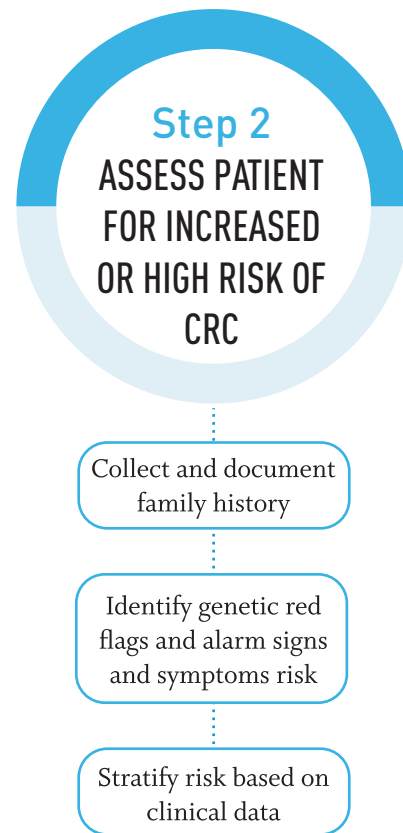 Step 2
ASSESS PATIENT
FOR INCREASED
OR HIGH RISK OF
CRC
Collect and document
family history
Identify genetic red
flags and alarm signs
and symptoms risk
Stratify risk based on
clinical data